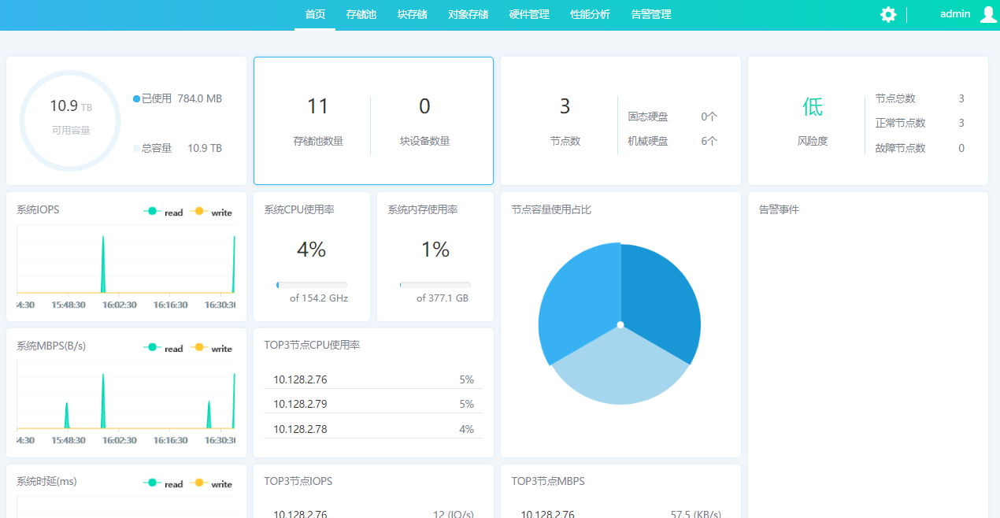 首页 存储池 块存储 对象存储 硬件管理 性能分析 告警管理 admin
10.9 TB
可用容量
已使用 784.0 MB
总容量 10.9 TB
11
存储池数量
0
块设备数量
3
节点数
固态硬盘 0个
机械硬盘 6个
低
风险度
节点总数 3
正常节点数 3
故障节点数 0
系统IOPS
read write
15:48:30 16:02:30 16:16:30
系统CPU使用率
4%
of 154.2 GHz
系统内存使用率
1%
of 377.1 GB
节点容量使用占比
告警事件
系统MBPS(B/s)
read write
15:48:30 16:02:30 16:16:30
TOP3节点CPU使用率
10.128.2.76 5%
10.128.2.79 5%
10.128.2.78 4%
系统时延(ms)
read write
TOP3节点IOPS
10.128.2.76 12 (IO/s)
TOP3节点MBPS
10.128.2.76 57.5 (KB/s)